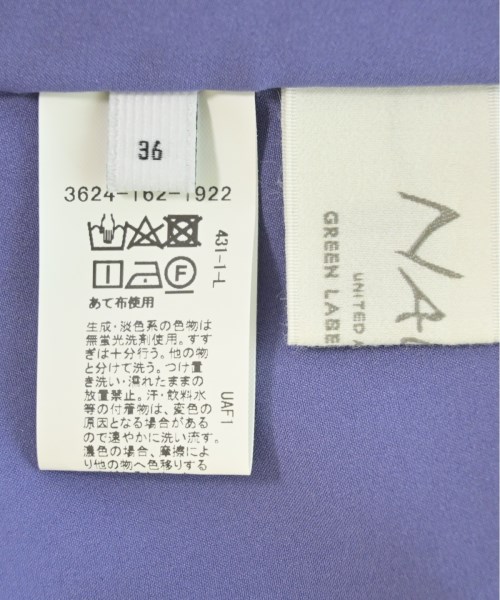 36
3624-162-1922
431-1-L
F
あて布使用
生成・淡色系の色物は
無蛍光洗剤使用。すす
ぎは十分行う。他の物
と分けて洗う。つけ置
き洗い・濡れたままの
放置禁止。汗・飲料水
等の付着物は、変色の
原因となる場合がある
ので速やかに洗い流す。
濃色の場合、摩擦によ
り他の物へ色移りする
UAF1
GREEN LABE
UNITED A